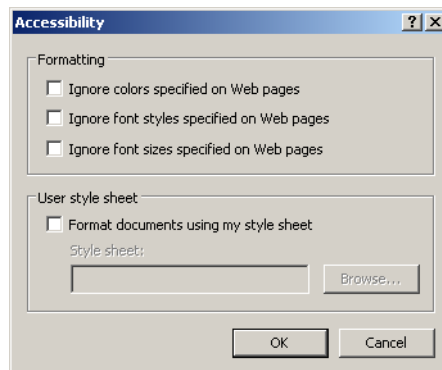 Accessibility
Formatting
Ignore colors specified on Web pages
Ignore font styles specified on Web pages
Ignore font sizes specified on Web pages
User style sheet
Format documents using my style sheet
Style sheet:
Browse...
OK Cancel